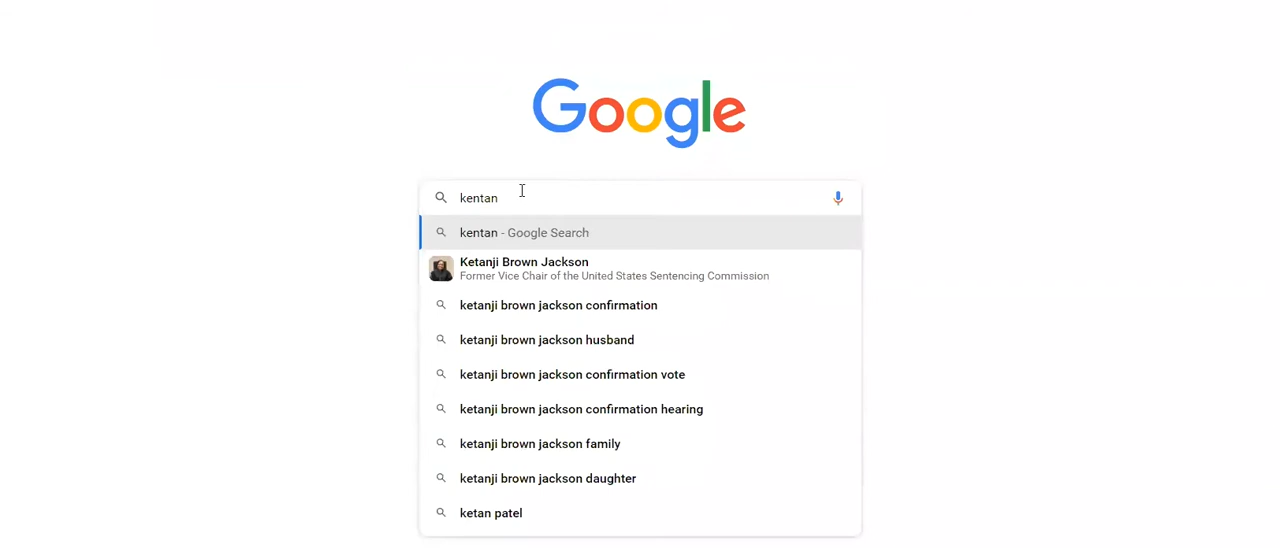 Google
kentan
kentan - Google Search
Ketanji Brown Jackson
Former Vice Chair of the United States Sentencing Commission
ketanji brown jackson confirmation
ketanji brown jackson husband
ketanji brown jackson confirmation vote
ketanji brown jackson confirmation hearing
ketanji brown jackson family
ketanji brown jackson daughter
ketan patel